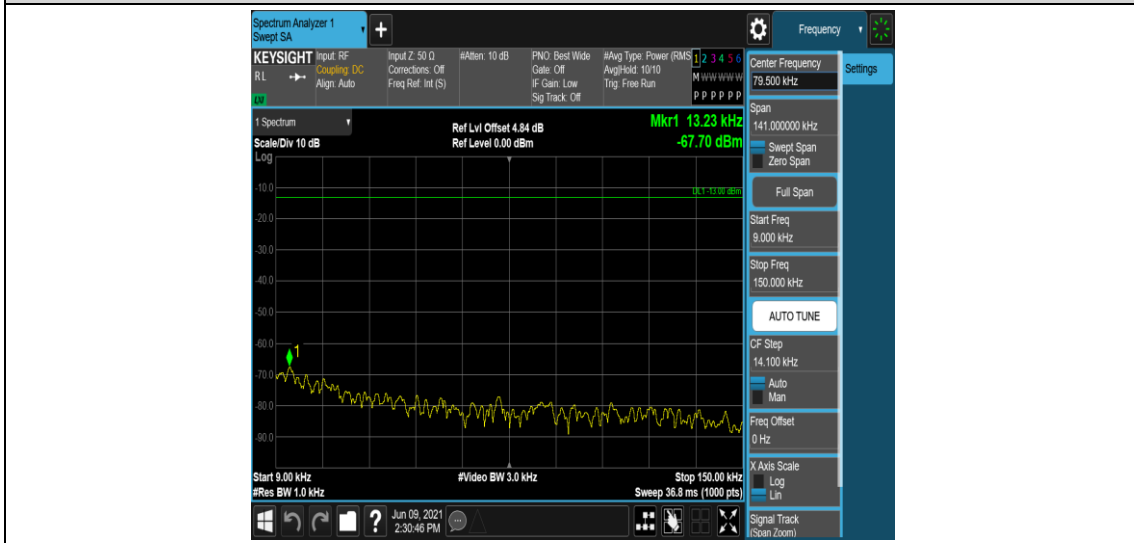 Spectrum Analyzer 1
Swept SA
+
Frequency
KEYSIGHT
RL
Input: RF
Coupling: DC
Align: Auto
Input Z: 50 Ω
Corrections: Off
Freq Ref: Int (S)
#Atten: 10 dB
PNO: Best Wide
Gate: Off
IF Gain: Low
Sig Track: Off
#Avg Type: Power (RMS
Avg|Hold: 10/10
Trig: Free Run
1 2 3 4 5 6
M W W W W W
P P P P P P
1 Spectrum
Scale/Div 10 dB
Log
Ref Lvl Offset 4.84 dB
Ref Level 0.00 dBm
Mkr1 13.23 kHz
-67.70 dBm
DL1 -13.00 dBm
-10.0
-20.0
-30.0
-40.0
-50.0
-60.0
-70.0
-80.0
-90.0
1
Start 9.00 kHz
#Res BW 1.0 kHz
#Video BW 3.0 kHz
Stop 150.00 kHz
Sweep 36.8 ms (1000 pts)
?
Jun 09, 2021
2:30:46 PM
Center Frequency
79.500 kHz
Settings
Span
141.000000 kHz
Swept Span
Zero Span
Full Span
Start Freq
9.000 kHz
Stop Freq
150.000 kHz
AUTO TUNE
CF Step
14.100 kHz
Auto
Man
Freq Offset
0 Hz
X Axis Scale
Log
Lin
Signal Track
(Span Zoom)